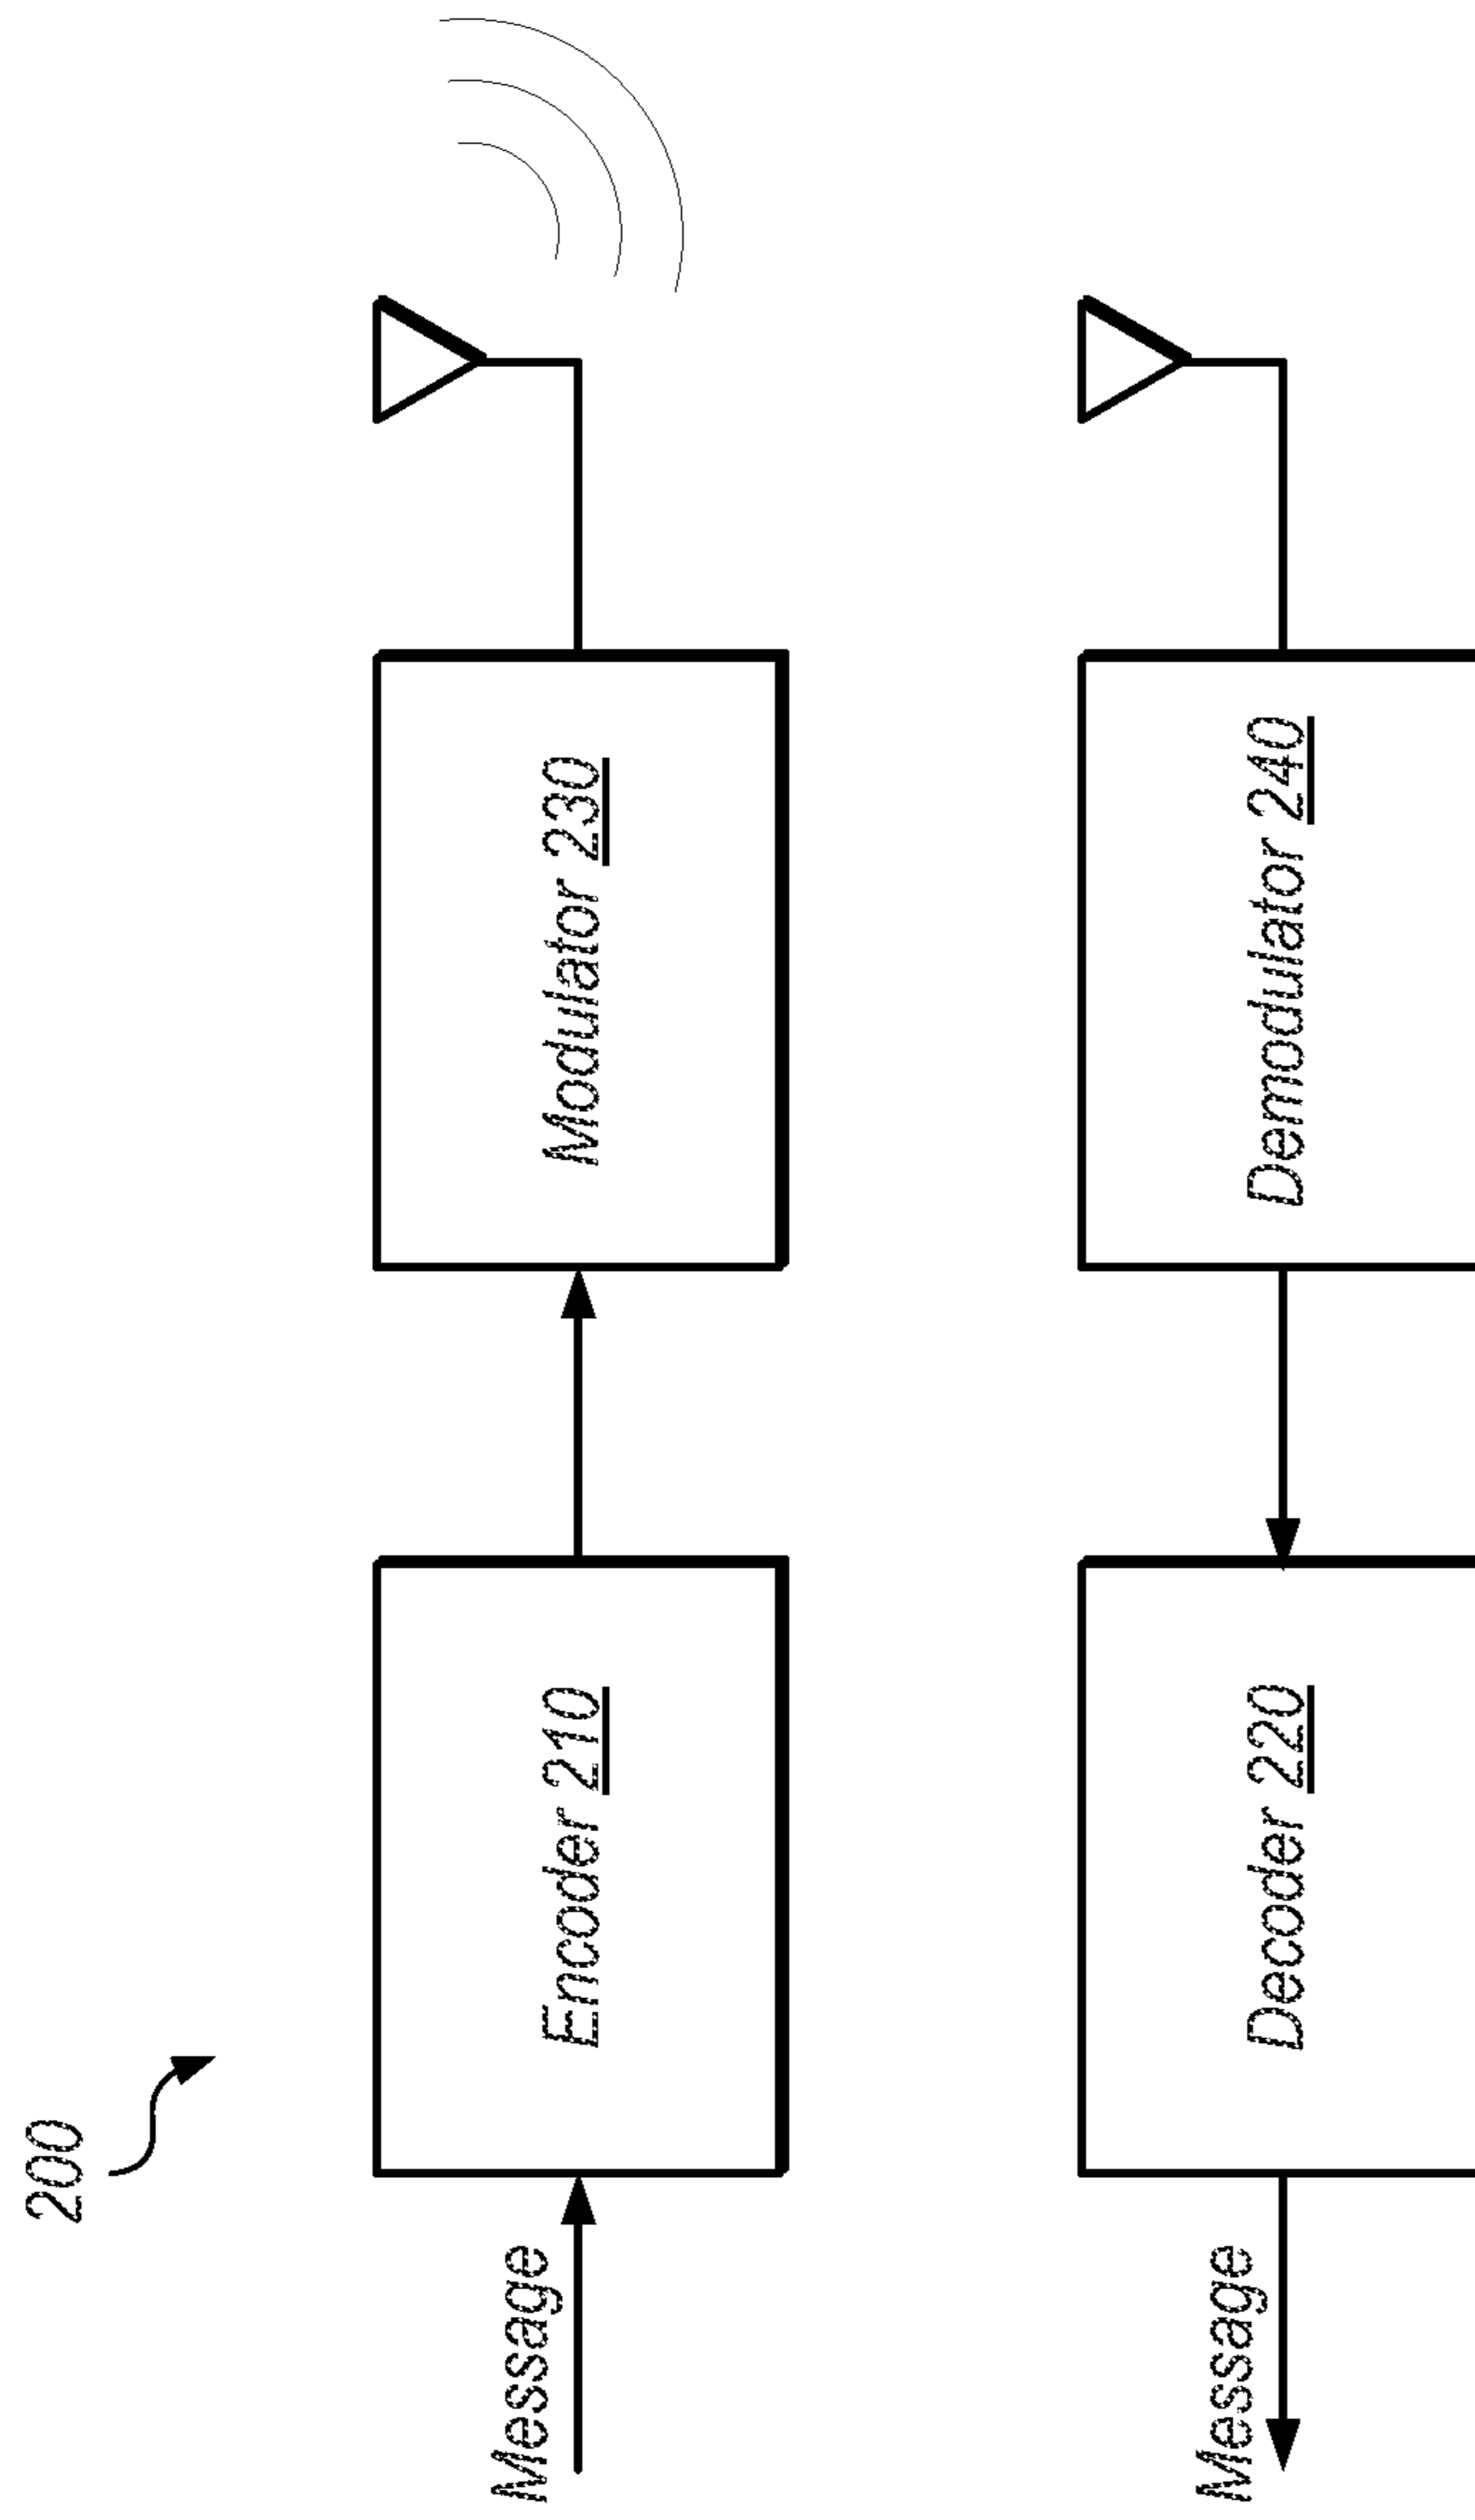 200
Message
Encoder 210
Modulator 230
Message
Decoder 220
Demodulator 240